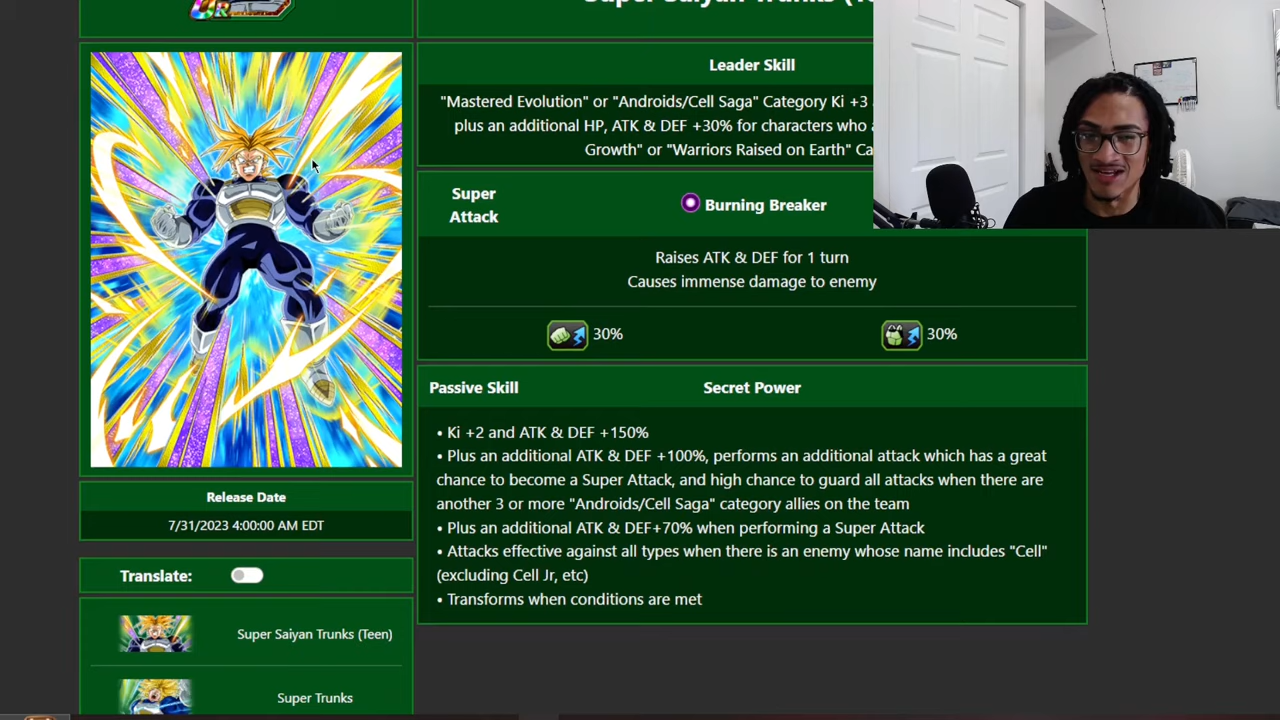 UR
Super Saiyan Trunks (Te
Leader Skill
"Mastered Evolution" or "Androids/Cell Saga" Category Ki +3
plus an additional HP, ATK & DEF +30% for characters who a
Growth" or "Warriors Raised on Earth" Ca
Super
Attack
Burning Breaker
Raises ATK & DEF for 1 turn
Causes immense damage to enemy
30%
30%
Passive Skill
Secret Power
• Ki +2 and ATK & DEF +150%
• Plus an additional ATK & DEF +100%, performs an additional attack which has a great
chance to become a Super Attack, and high chance to guard all attacks when there are
another 3 or more "Androids/Cell Saga" category allies on the team
• Plus an additional ATK & DEF+70% when performing a Super Attack
• Attacks effective against all types when there is an enemy whose name includes "Cell"
(excluding Cell Jr, etc)
• Transforms when conditions are met
Release Date
7/31/2023 4:00:00 AM EDT
Translate:
Super Saiyan Trunks (Teen)
Super Trunks